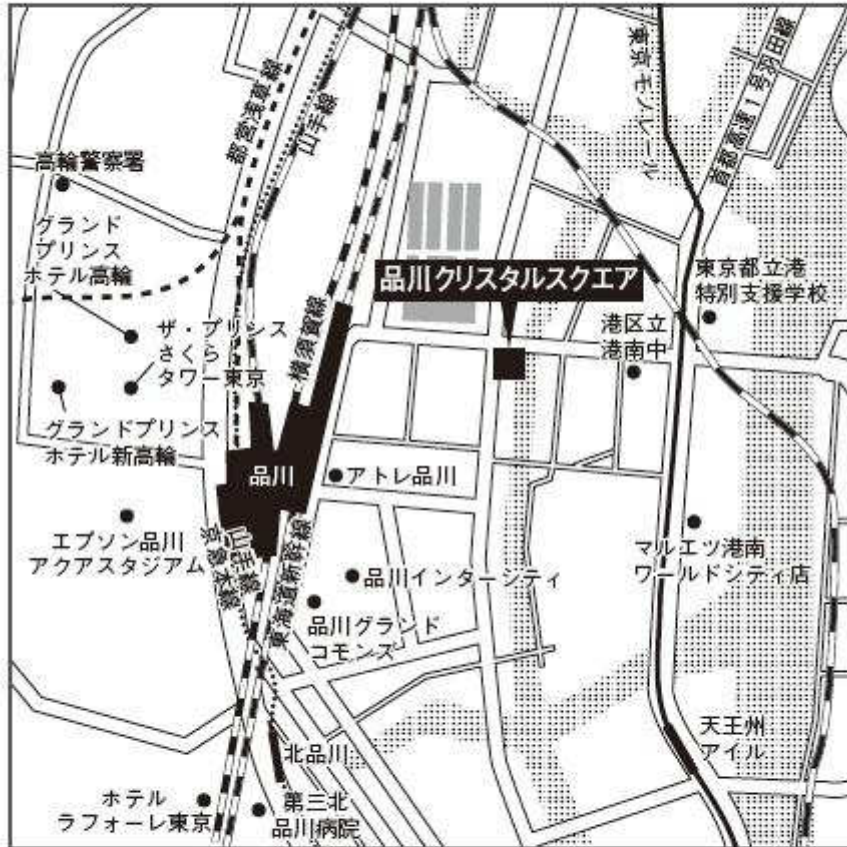 東京モノレール
首都高速1号羽田線
都営浅草線
山手線
高輪警察署
グランド
プリンス
ホテル高輪
品川クリスタルスクエア
東京都立港
特別支援学校
横須賀線
ザ・プリンス
さくら
タワー東京
港区立
港南中
グランドプリンス
ホテル新高輪
品川
アトレ品川
エプソン品川
アクアスタジアム
山手線
京急本線
東海道新幹線
マルエツ港南
ワールドシティ店
品川インターシティ
品川グランド
コモンズ
天王州
アイル
北品川
ホテル
ラフォーレ東京
第三北
品川病院